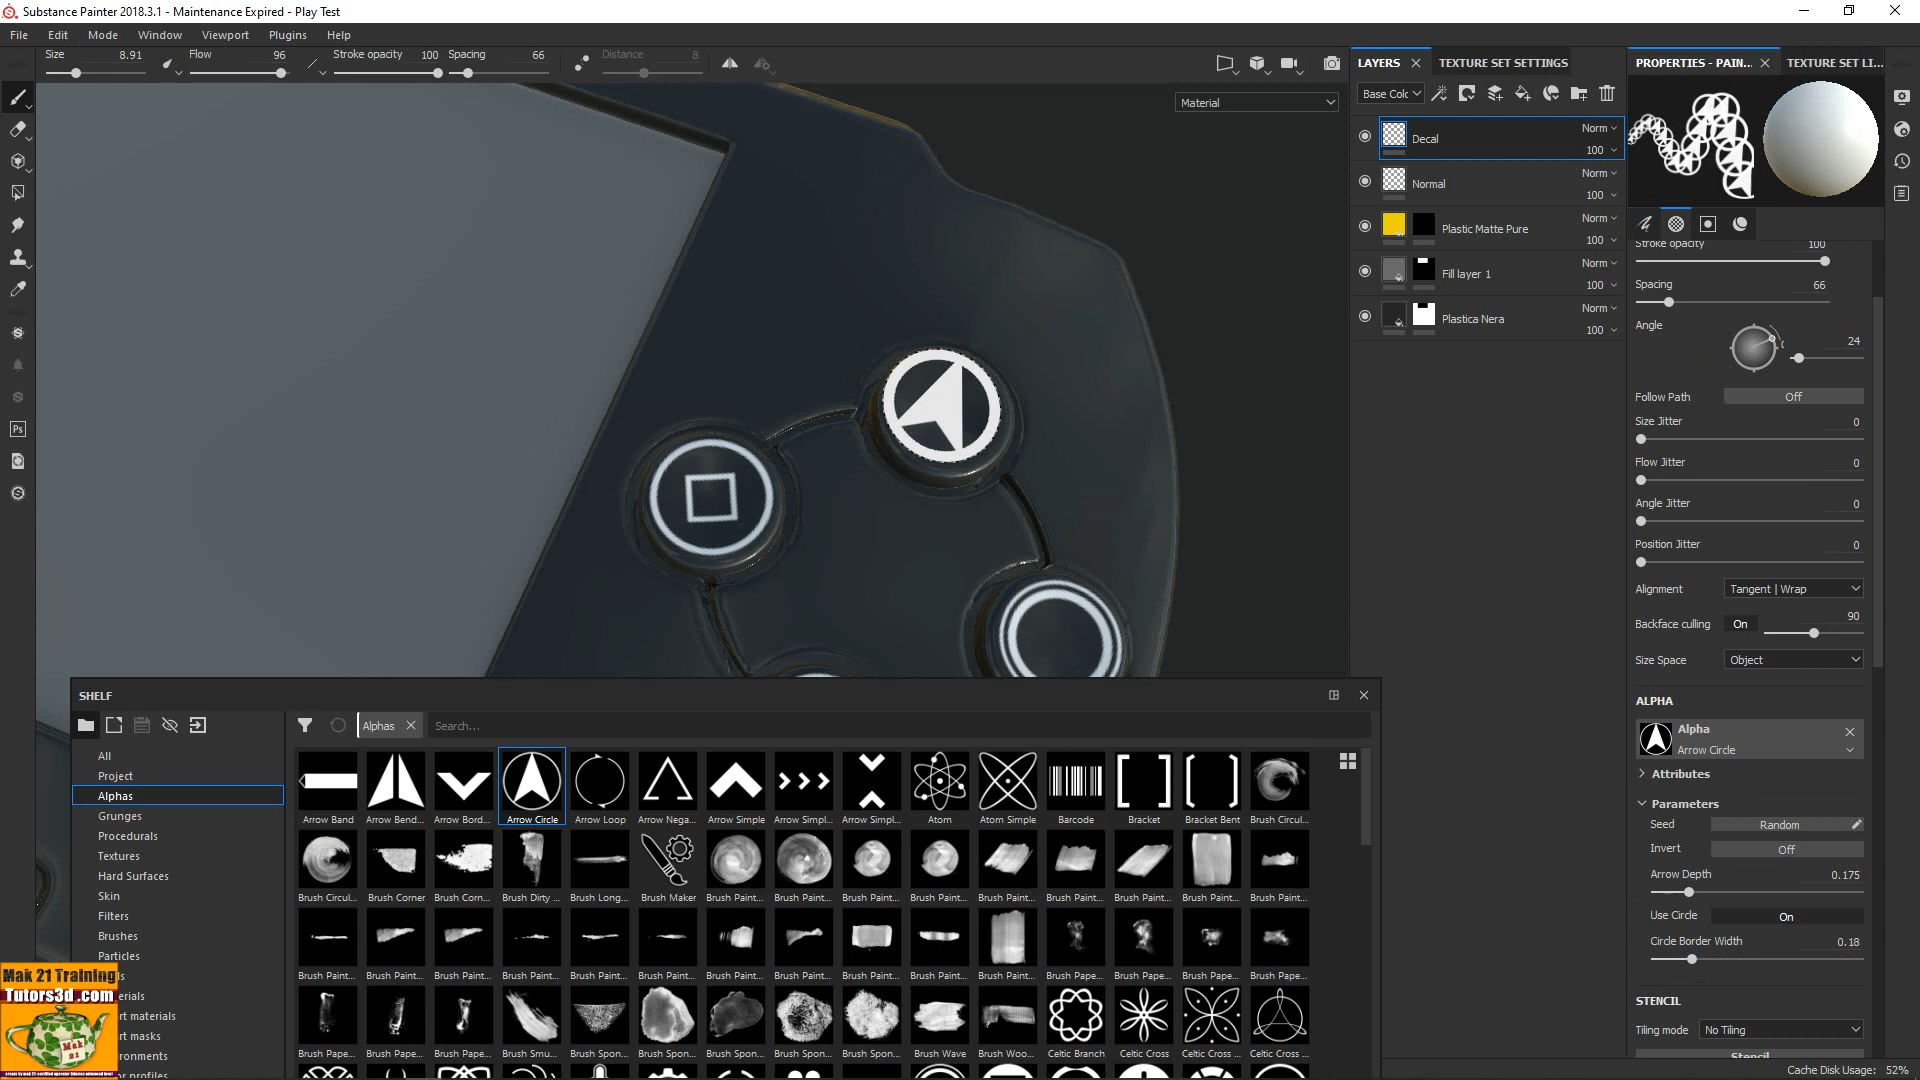 Substance Painter 2018.3.1 - Maintenance Expired - Play Test
File Edit Mode Window Viewport Plugins Help
Size 8.91 Flow 96 Stroke opacity 100 Spacing 66 Distance 8
Material
LAYERS TEXTURE SET SETTINGS
Base Colc
Decal Norm 100
Normal Norm 100
Plastic Matte Pure Norm 100
Fill layer 1 Norm 100
Plastica Nera Norm 100
PROPERTIES - PAIN... TEXTURE SET LI...
Stroke opacity 100
Spacing 66
Angle 24
Follow Path Off
Size Jitter 0
Flow Jitter 0
Angle Jitter 0
Position Jitter 0
Alignment Tangent | Wrap
Backface culling On 90
Size Space Object
ALPHA
Alpha
Arrow Circle
Attributes
Parameters
Seed Random
Invert Off
Arrow Depth 0.175
Use Circle On
Circle Border Width 0.18
STENCIL
Tiling mode No Tiling
Stencil
Cache Disk Usage: 52%
Ps
SHELF
Alphas Search...
All
Project
Alphas
Grunges
Procedurals
Textures
Hard Surfaces
Skin
Filters
Brushes
Particles
ls
terials
rt materials
rt masks
ronments
or profiles
Arrow Band Arrow Bend... Arrow Bord... Arrow Circle Arrow Loop Arrow Nega... Arrow Simple Arrow Simpl... Arrow Simpl... Atom Atom Simple Barcode Bracket Bracket Bent Brush Circul...
Brush Circul... Brush Corner Brush Corn... Brush Dirty ... Brush Long... Brush Maker Brush Paint... Brush Paint... Brush Paint... Brush Paint... Brush Paint... Brush Paint... Brush Paint... Brush Paint... Brush Paint...
Brush Paint... Brush Paint... Brush Paint... Brush Paint... Brush Paint... Brush Paint... Brush Paint... Brush Paint... Brush Paint... Brush Paint... Brush Paint... Brush Pape... Brush Pape... Brush Pape... Brush Pape...
Brush Pape... Brush Pape... Brush Pape... Brush Smu... Brush Spon... Brush Spon... Brush Spon... Brush Spon... Brush Spon... Brush Wave Brush Woo... Celtic Branch Celtic Cross Celtic Cross ... Celtic Cross ...
Mak 21 Training
Tutors3d .com
Mak
21